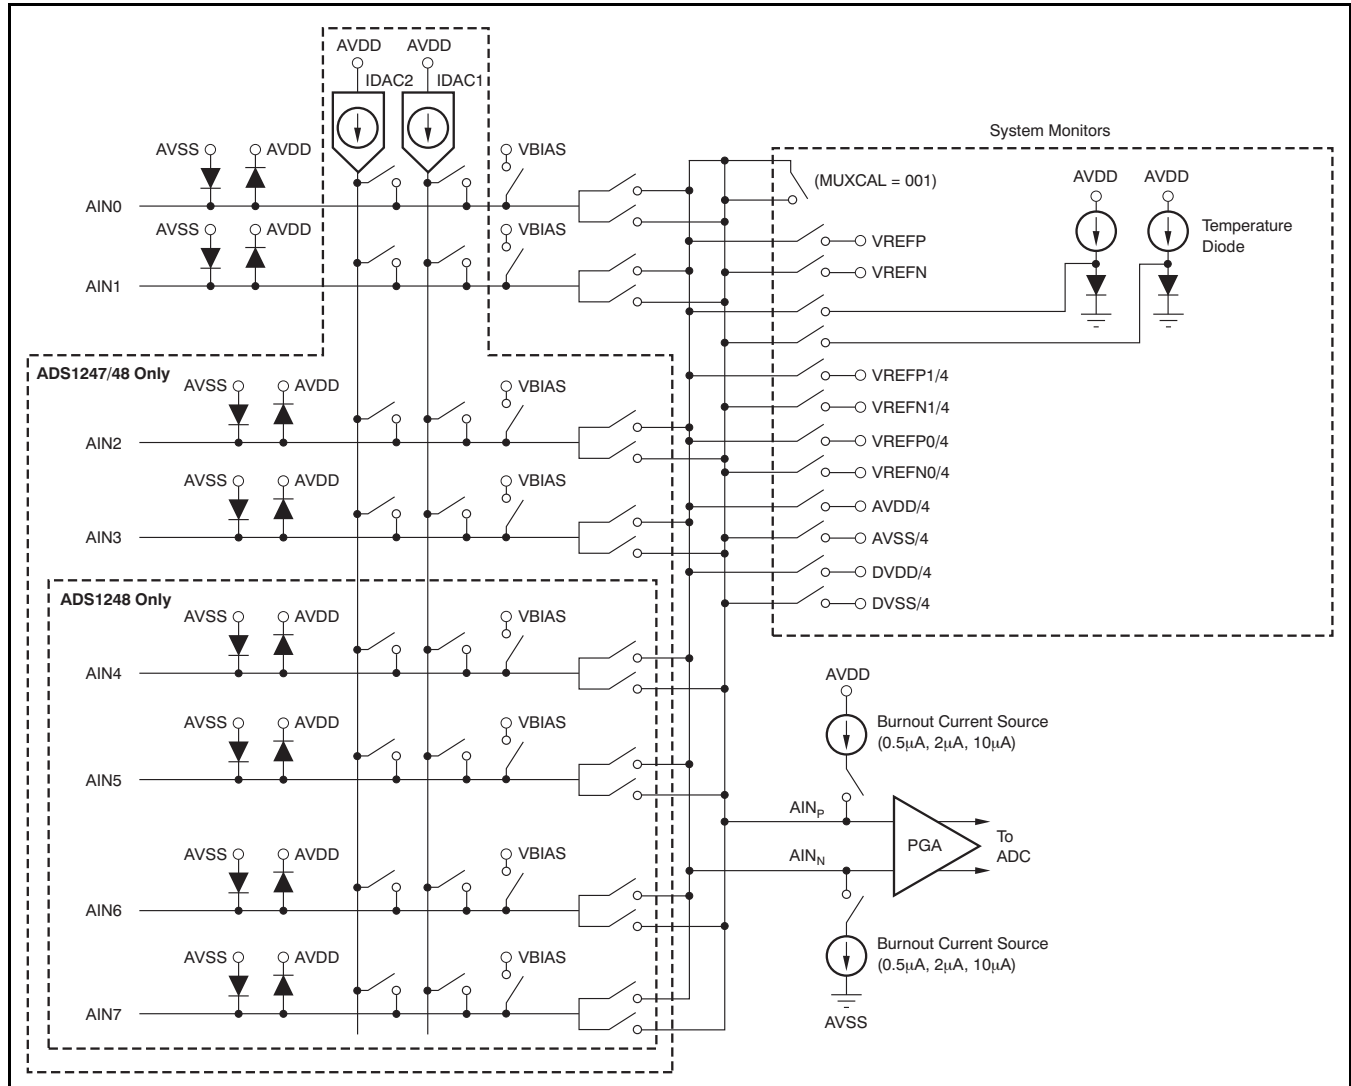 AVDD AVDD
IDAC2 IDAC1
System Monitors
AVSS AVDD VBIAS
(MUXCAL = 001)
AVDD AVDD
AIN0
Temperature
Diode
AVSS AVDD VBIAS
VREFP
VREFN
AIN1
ADS1247/48 Only
AVSS AVDD VBIAS
VREFP1/4
VREFN1/4
AIN2
VREFP0/4
VREFN0/4
AVSS AVDD VBIAS
AVDD/4
AIN3
AVSS/4
DVDD/4
ADS1248 Only
DVSS/4
AVSS AVDD VBIAS
AIN4
AVDD
AVSS AVDD VBIAS
Burnout Current Source
(0.5μA, 2μA, 10μA)
AIN5
AINP
PGA
To
ADC
AVSS AVDD VBIAS
AINN
AIN6
AVSS AVDD VBIAS
Burnout Current Source
(0.5μA, 2μA, 10μA)
AIN7
AVSS